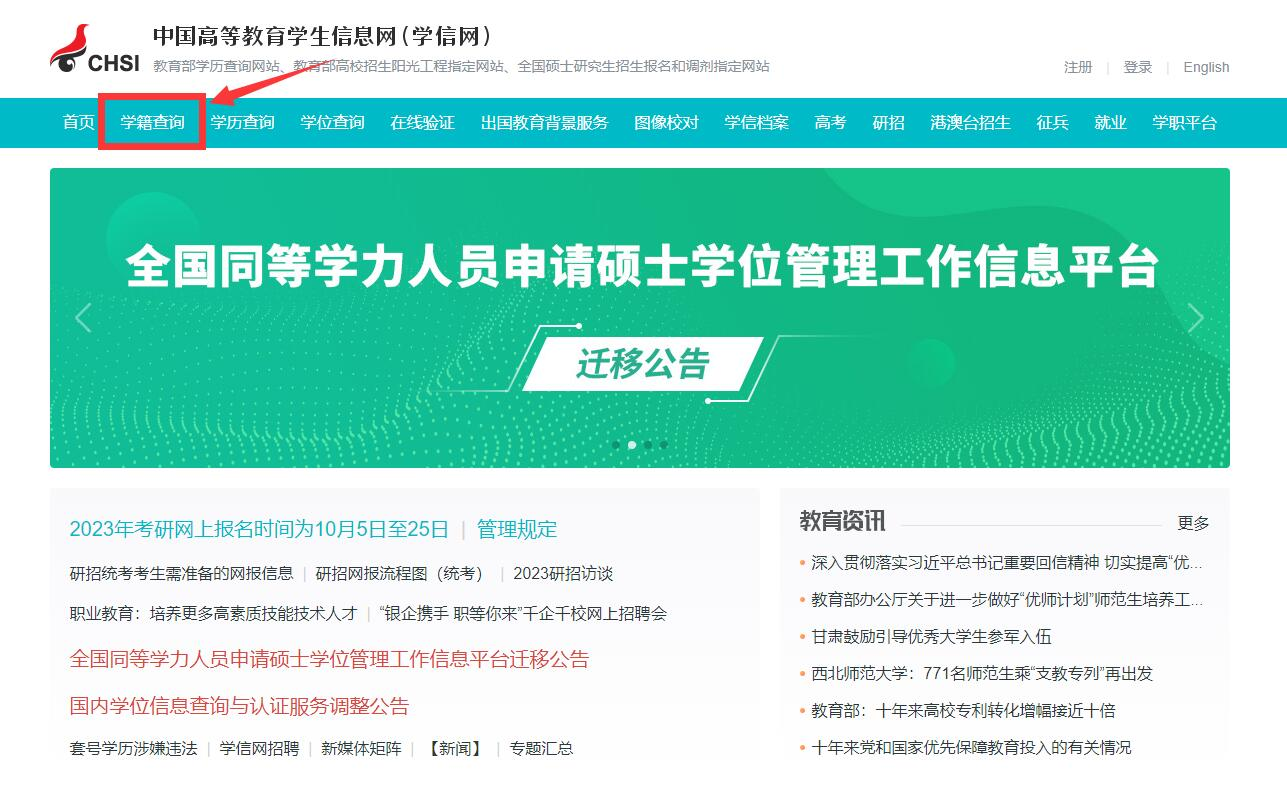 中国高等教育学生信息网(学信网)
CHSI
教育部学历查询网站、教育部高校招生阳光工程指定网站、全国硕士研究生招生报名和调剂指定网站
注册 | 登录 | English
首页 学籍查询 学历查询 学位查询 在线验证 出国教育背景服务 图像校对 学信档案 高考 研招 港澳台招生 征兵 就业 学职平台
全国同等学力人员申请硕士学位管理工作信息平台
迁移公告
2023年考研网上报名时间为10月5日至25日 | 管理规定
研招统考考生需准备的网报信息 | 研招网报流程图（统考） | 2023研招访谈
职业教育：培养更多高素质技能技术人才 | “银企携手 职等你来”千企千校网上招聘会
全国同等学力人员申请硕士学位管理工作信息平台迁移公告
国内学位信息查询与认证服务调整公告
套号学历涉嫌违法 | 学信网招聘 | 新媒体矩阵 | 【新闻】 | 专题汇总
教育资讯 更多
深入贯彻落实习近平总书记重要回信精神 切实提高“优...
教育部办公厅关于进一步做好“优师计划”师范生培养工...
甘肃鼓励引导优秀大学生参军入伍
西北师范大学：771名师范生乘“支教专列”再出发
教育部：十年来高校专利转化增幅接近十倍
十年来党和国家优先保障教育投入的有关情况